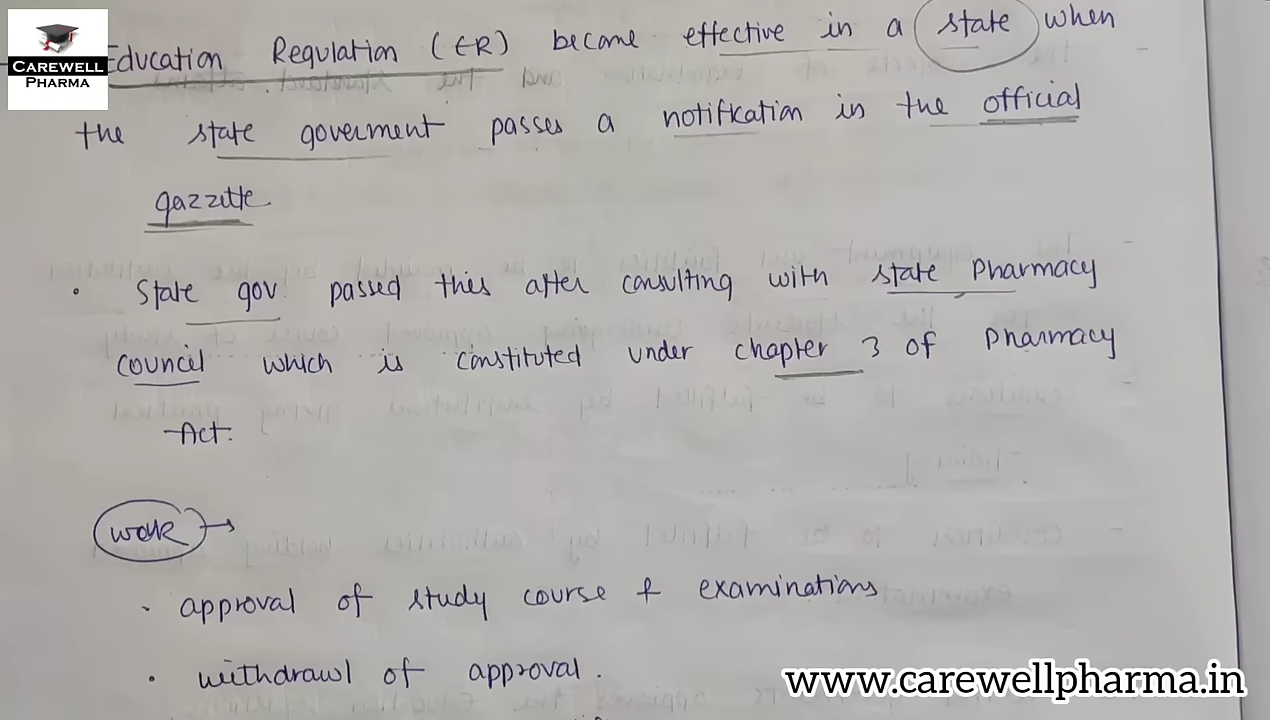 CAREWELL
PHARMA
Education Regulation (ER) become effective in a state when
the state goverment passes a notification in the official
gazzette
• State gov. passed this after consulting with state Pharmacy
council which is constituted under chapter 3 of Pharmacy
Act.
work →
• approval of study course & examinations
• withdrawl of approval.
www.carewellpharma.in